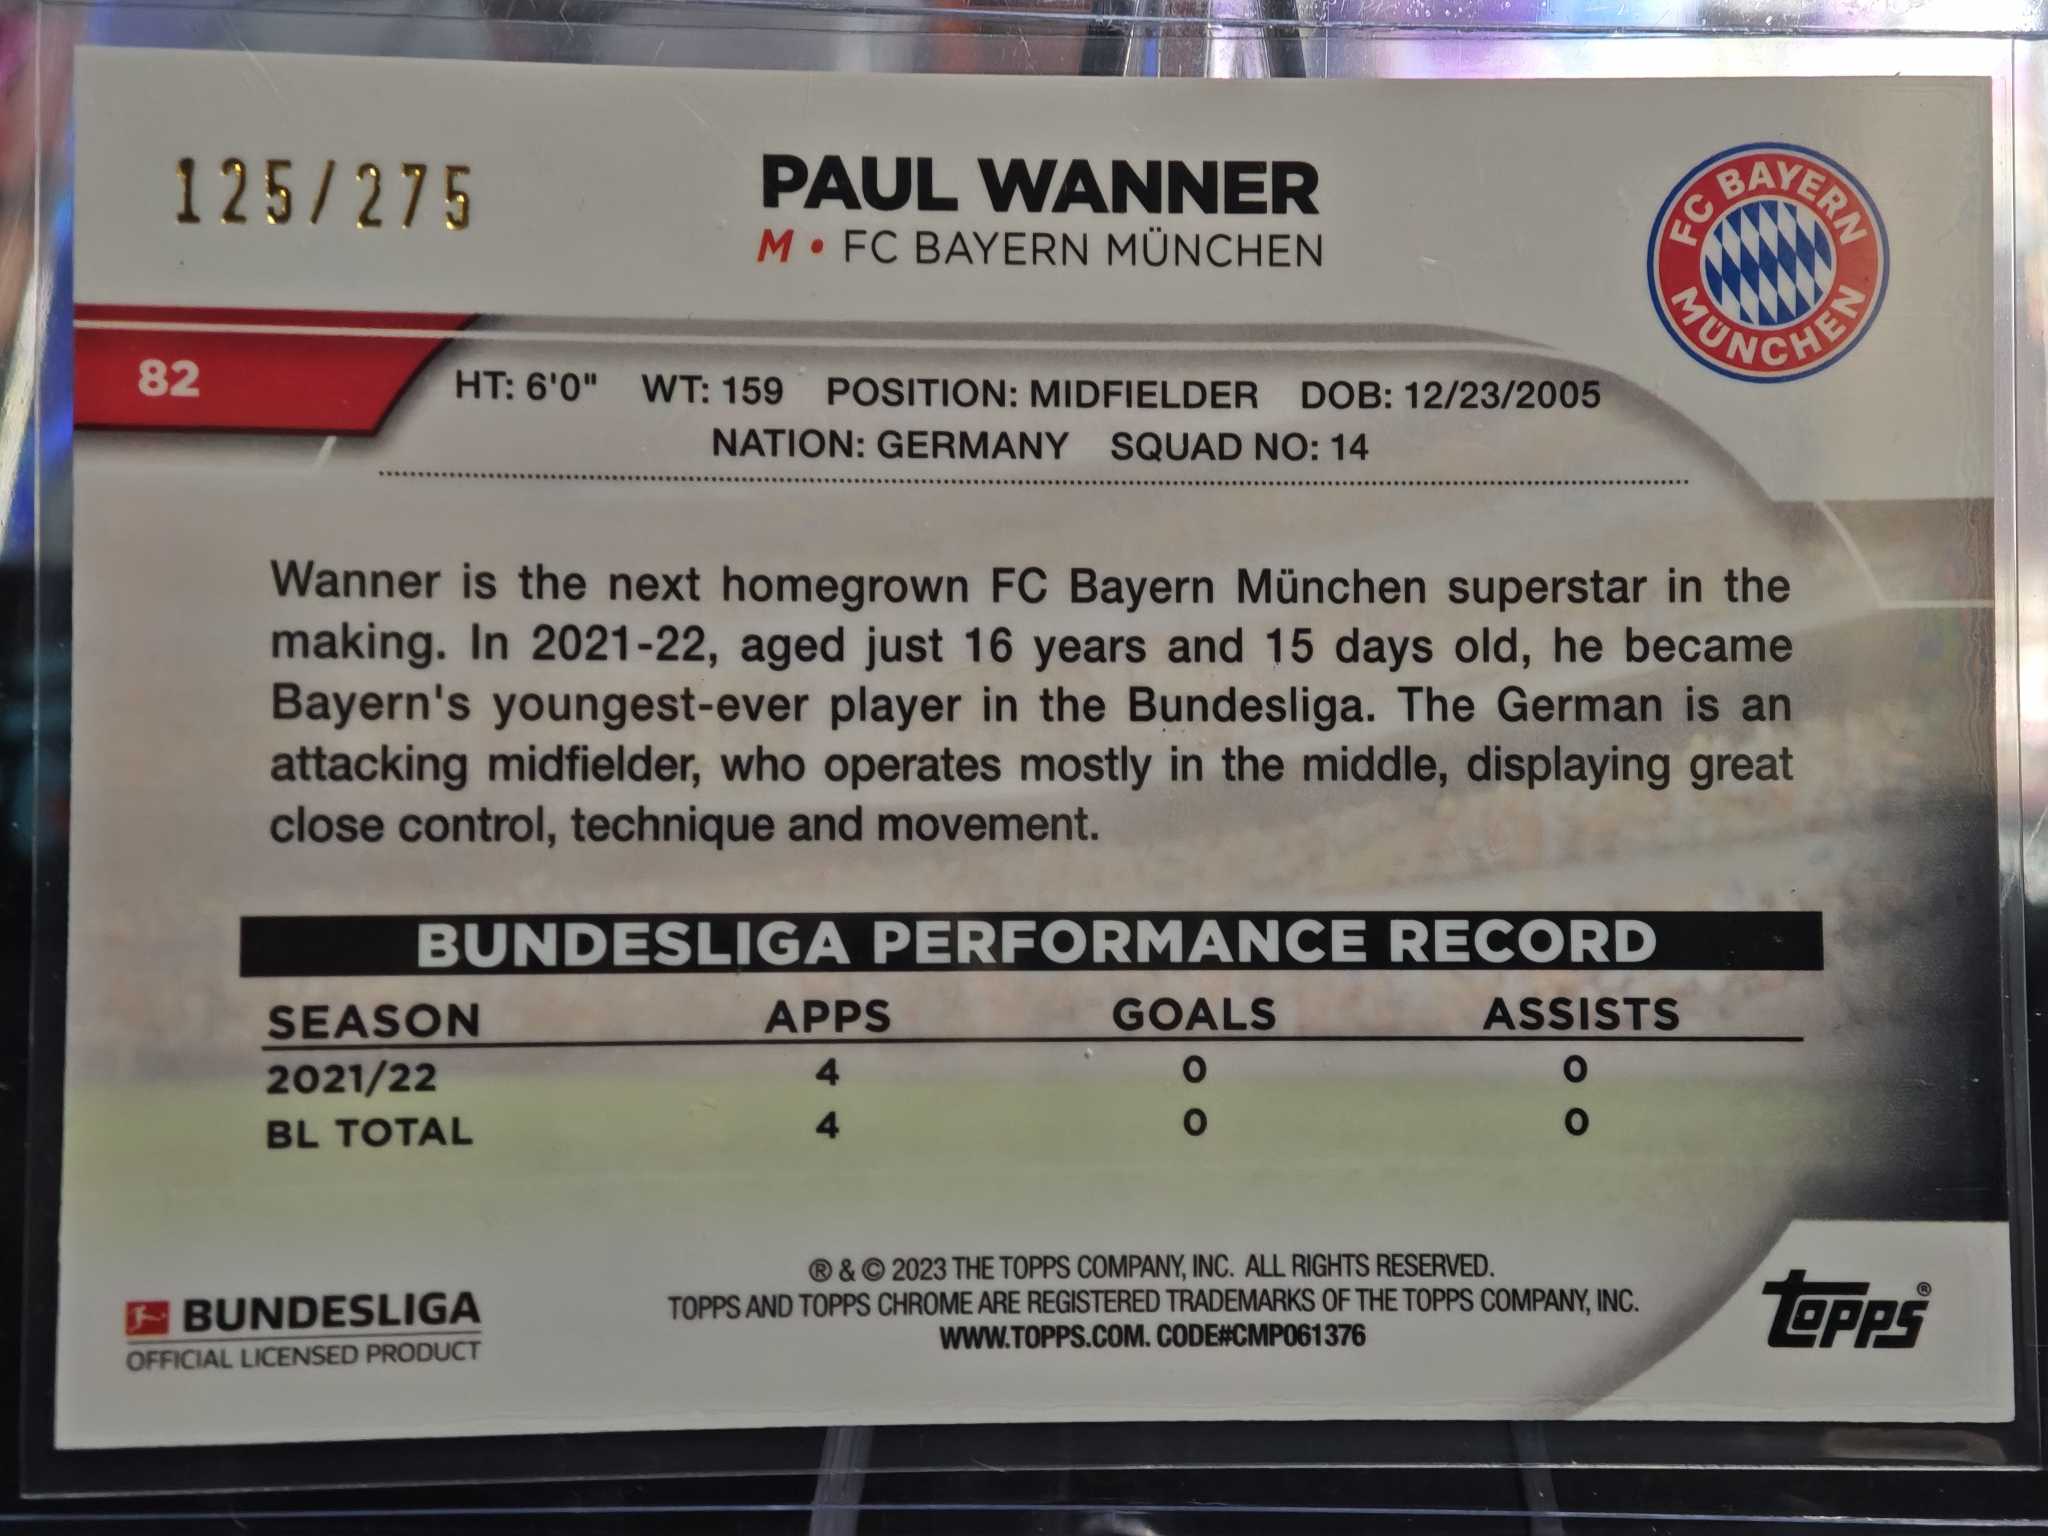 125/275
PAUL WANNER
M • FC BAYERN MÜNCHEN
FC BAYERN
MÜNCHEN
82
HT: 6'0" WT: 159 POSITION: MIDFIELDER DOB: 12/23/2005
NATION: GERMANY SQUAD NO: 14
Wanner is the next homegrown FC Bayern München superstar in the
making. In 2021-22, aged just 16 years and 15 days old, he became
Bayern's youngest-ever player in the Bundesliga. The German is an
attacking midfielder, who operates mostly in the middle, displaying great
close control, technique and movement.
BUNDESLIGA PERFORMANCE RECORD
SEASON APPS GOALS ASSISTS
2021/22 4 0 0
BL TOTAL 4 0 0
® & © 2023 THE TOPPS COMPANY, INC. ALL RIGHTS RESERVED.
TOPPS AND TOPPS CHROME ARE REGISTERED TRADEMARKS OF THE TOPPS COMPANY, INC.
WWW.TOPPS.COM. CODE#CMP061376
BUNDESLIGA
OFFICIAL LICENSED PRODUCT
Topps®